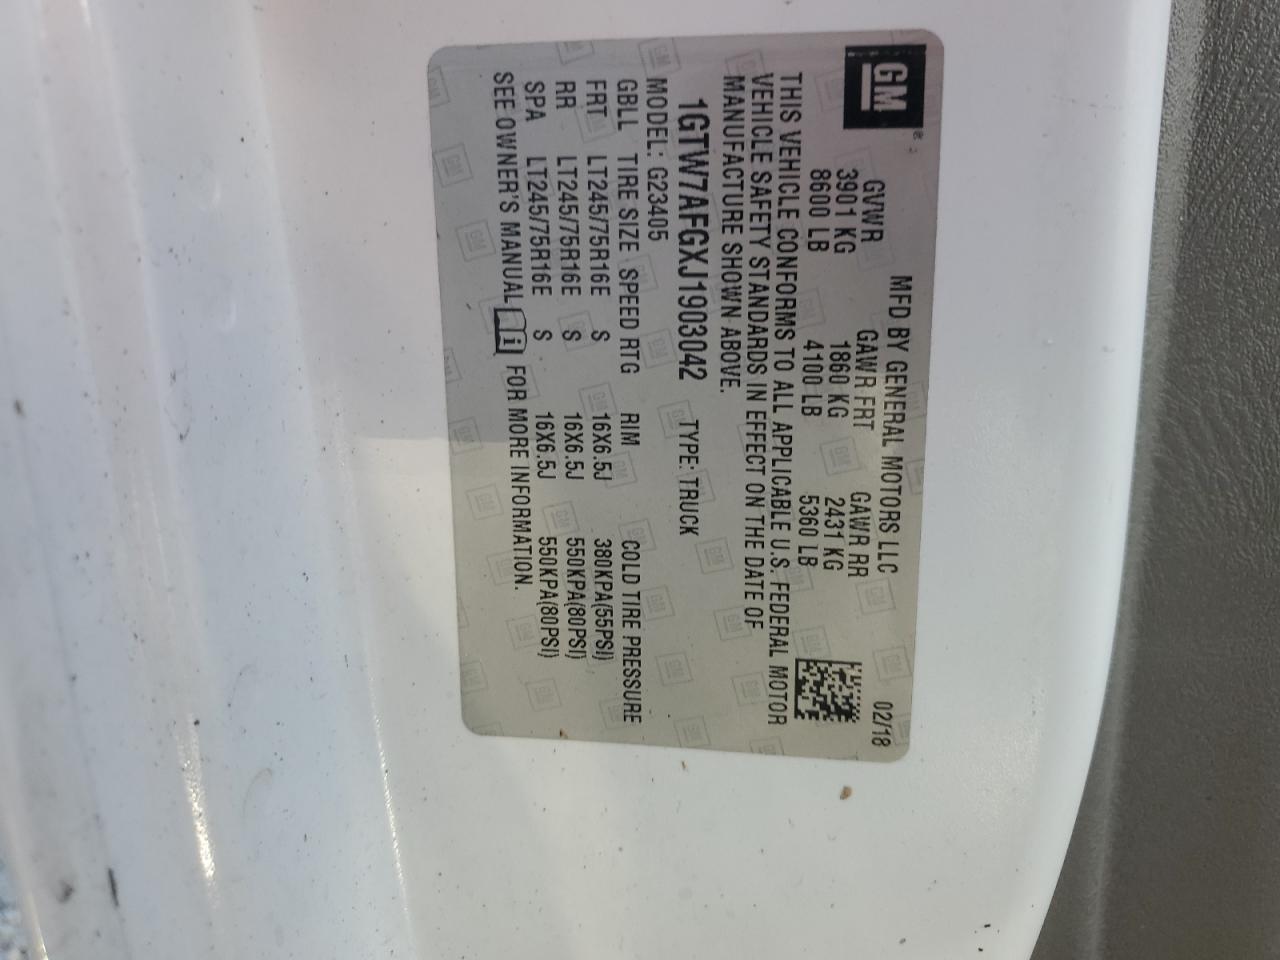 GM
MFD BY GENERAL MOTORS LLC 02/18
GVWR GAWR FRT GAWR RR
3901 KG 1860 KG 2431 KG
8600 LB 4100 LB 5360 LB
THIS VEHICLE CONFORMS TO ALL APPLICABLE U.S. FEDERAL MOTOR
VEHICLE SAFETY STANDARDS IN EFFECT ON THE DATE OF
MANUFACTURE SHOWN ABOVE.
1GTW7AFGXJ1903042 TYPE: TRUCK
MODEL: G23405
GBLL TIRE SIZE SPEED RTG RIM COLD TIRE PRESSURE
FRT LT245/75R16E S 16X6.5J 380KPA(55PSI)
RR LT245/75R16E S 16X6.5J 550KPA(80PSI)
SPA LT245/75R16E S 16X6.5J 550KPA(80PSI)
SEE OWNER'S MANUAL i FOR MORE INFORMATION.